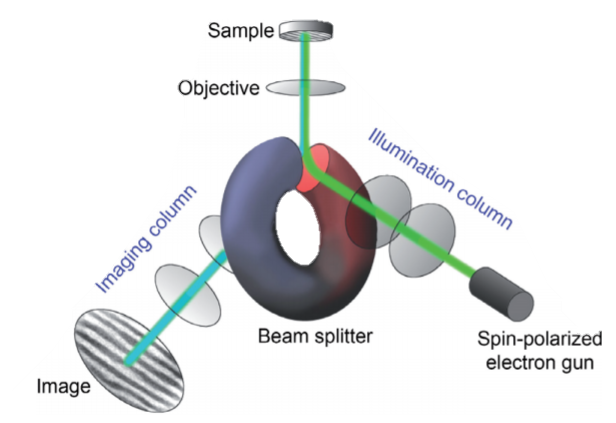 Sample
Objective
Illumination column
Imaging column
Beam splitter
Spin-polarized
electron gun
Image